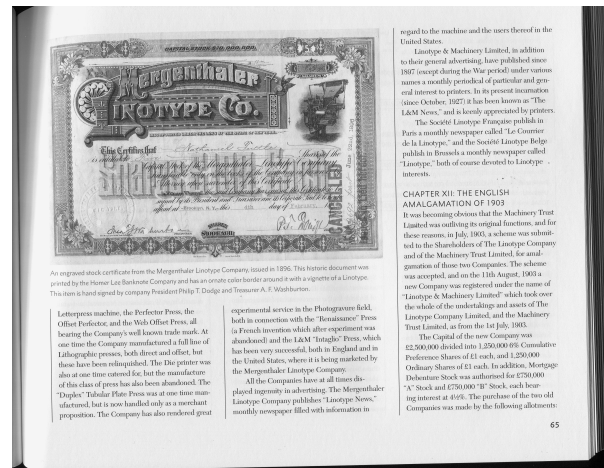 CAPITAL STOCK $10,000,000.
Mergenthaler
LINOTYPE CO.
This Certifies that
Shares of the
CANCELLED
day of
An engraved stock certificate from the Mergenthaler Linotype Company, issued in 1896. This historic document was
printed by the Homer Lee Banknote Company and has an ornate color border around it with a vignette of a Linotype.
This item is hand signed by company President Philip T. Dodge and Treasurer A. F. Washburton.
Letterpress machine, the Perfector Press, the
Offset Perfector, and the Web Offset Press, all
bearing the Company's well known trade mark. At
one time the Company manufactured a full line of
Lithographic presses, both direct and offset, but
these have been relinquished. The Die printer was
also at one time catered for, but the manufacture
of this class of press has also been abandoned. The
"Duplex" Tubular Plate Press was at one time man-
ufactured, but is now handled only as a merchant
proposition. The Company has also rendered great
experimental service in the Photogravure field,
both in connection with the "Renaissance" Press
(a French invention which after experiment was
abandoned) and the L&M "Intaglio" Press, which
has been very successful, both in England and in
the United States, where it is being marketed by
the Mergenthaler Linotype Company.
All the Companies have at all times dis-
played ingenuity in advertising. The Mergenthaler
Linotype Company publishes "Linotype News,"
monthly newspaper filled with information in
regard to the machine and the users thereof in the
United States.
Linotype & Machinery Limited, in addition
to their general advertising, have published since
1897 (except during the War period) under various
names a monthly periodical of particular and gen-
eral interest to printers. In its present incarnation
(since October, 1927) it has been known as "The
L&M News," and is keenly appreciated by printers.
The Société Linotype Française publish in
Paris a monthly newspaper called "Le Courrier
de la Linotype," and the Société Linotype Belge
publish in Brussels a monthly newspaper called
"Linotype," both of course devoted to Linotype
interests.
CHAPTER XII: THE ENGLISH
AMALGAMATION OF 1903
It was becoming obvious that the Machinery Trust
Limited was outliving its original functions, and for
these reasons, in July, 1903, a scheme was submit-
ted to the Shareholders of The Linotype Company
and of the Machinery Trust Limited, for amal-
gamation of those two Companies. The scheme
was accepted, and on the 11th August, 1903 a
new Company was registered under the name of
"Linotype & Machinery Limited" which took over
the whole of the undertakings and assets of The
Linotype Company Limited, and the Machinery
Trust Limited, as from the 1st July, 1903.
The Capital of the new Company was
£2,500,000 divided into 1,250,000 6% Cumulative
Preference Shares of £1 each, and 1,250,000
Ordinary Shares of £1 each. In addition, Mortgage
Debenture Stock was authorised for £750,000
"A" Stock and £750,000 "B" Stock, each bear-
ing interest at 4½%. The purchase of the two old
Companies was made by the following allotments:
65